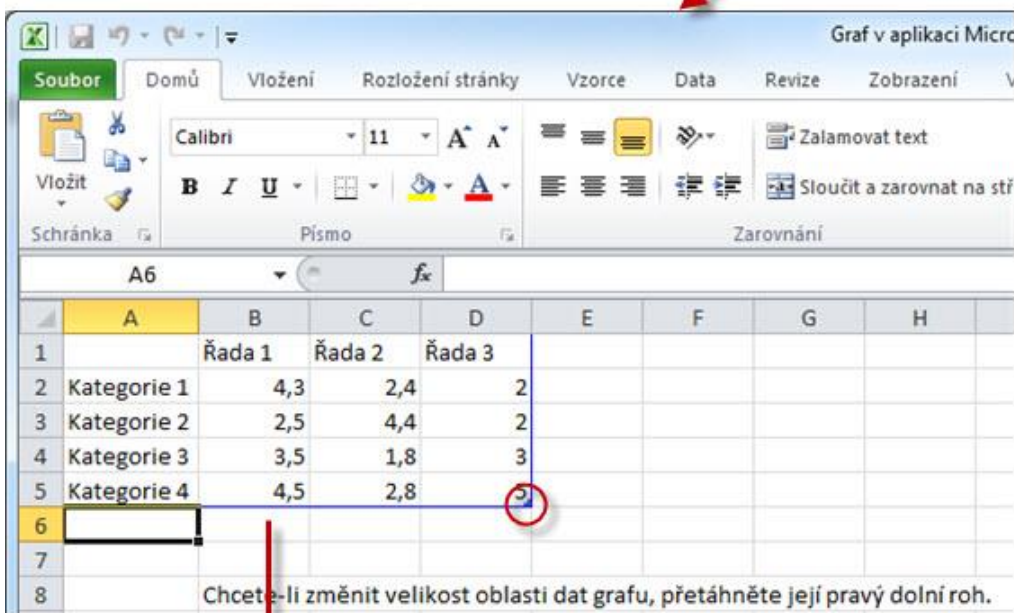 Graf v aplikaci Micro
Soubor Domů Vložení Rozložení stránky Vzorce Data Revize Zobrazení V
Calibri 11 A A Zalamovat text
Vložit B I U A Sloučit a zarovnat na stř
Schránka Písmo Zarovnání
A6 fx
A B C D E F G H
1 Řada 1 Řada 2 Řada 3
2 Kategorie 1 4,3 2,4 2
3 Kategorie 2 2,5 4,4 2
4 Kategorie 3 3,5 1,8 3
5 Kategorie 4 4,5 2,8 5
6
7
8 Chcete-li změnit velikost oblasti dat grafu, přetáhněte její pravý dolní roh.